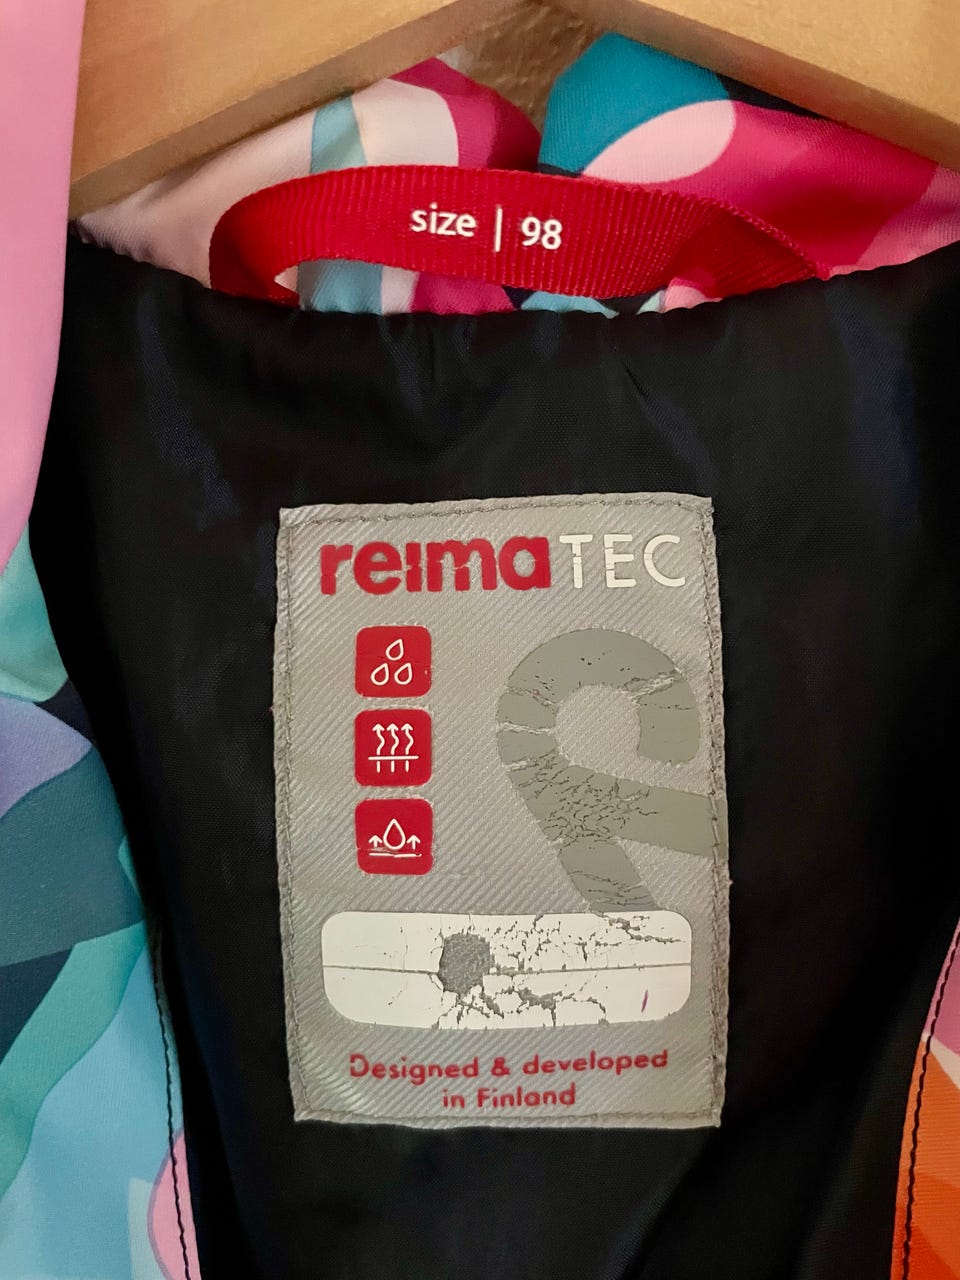 size | 98
reimaTEC
Designed & developed
in Finland